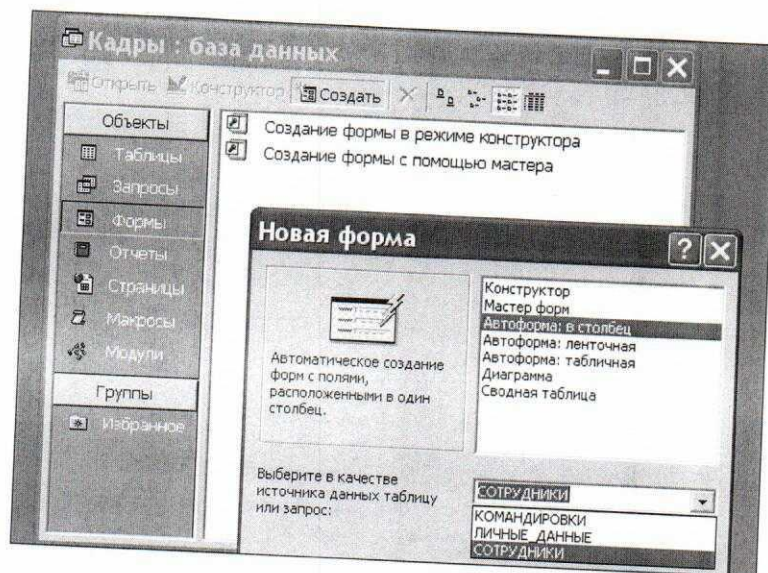 Кадры : база данных
Открыть Конструктор Создать
Объекты
Таблицы
Запросы
Формы
Отчеты
Страницы
Макросы
Модули
Группы
Избранное
Создание формы в режиме конструктора
Создание формы с помощью мастера
Новая форма
Автоматическое создание
форм с полями,
расположенными в один
столбец.
Конструктор
Мастер форм
Автоформа: в столбец
Автоформа: ленточная
Автоформа: табличная
Диаграмма
Сводная таблица
Выберите в качестве
источника данных таблицу
или запрос:
СОТРУДНИКИ
КОМАНДИРОВКИ
ЛИЧНЫЕ_ДАННЫЕ
СОТРУДНИКИ